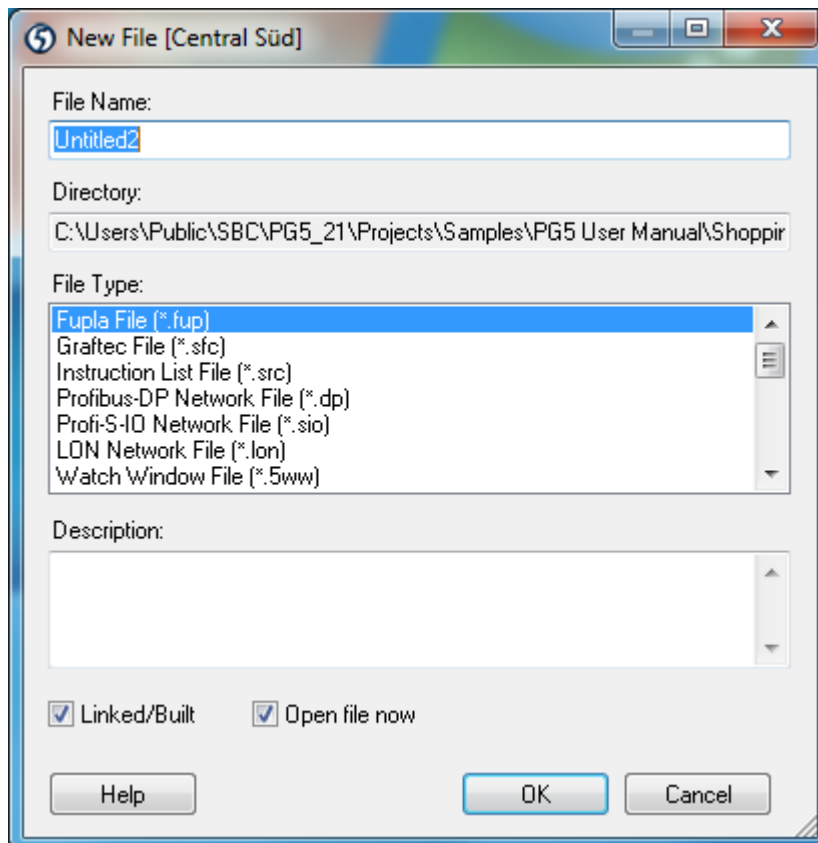 New File [Central Süd]
File Name:
Untitled2
Directory:
C:\Users\Public\SBC\PG5_21\Projects\Samples\PG5 User Manual\Shoppin
File Type:
Fupla File (*.fup)
Graftec File (*.sfc)
Instruction List File (*.src)
Profibus-DP Network File (*.dp)
Profi-S-IO Network File (*.sio)
LON Network File (*.lon)
Watch Window File (*.5ww)
Description:
Linked/Built Open file now
Help OK Cancel